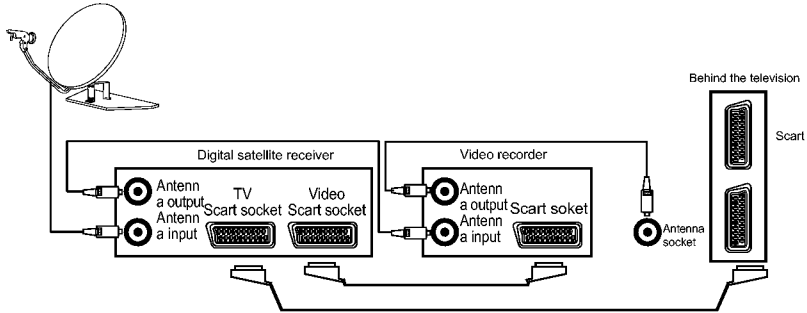 Behind the television
Scart
Digital satellite receiver
Video recorder
Antenn
a output
Antenn
a input
TV
Scart socket
Video
Scart socket
Antenn
a output
Antenn
a input
Scart soket
Antenna
socket